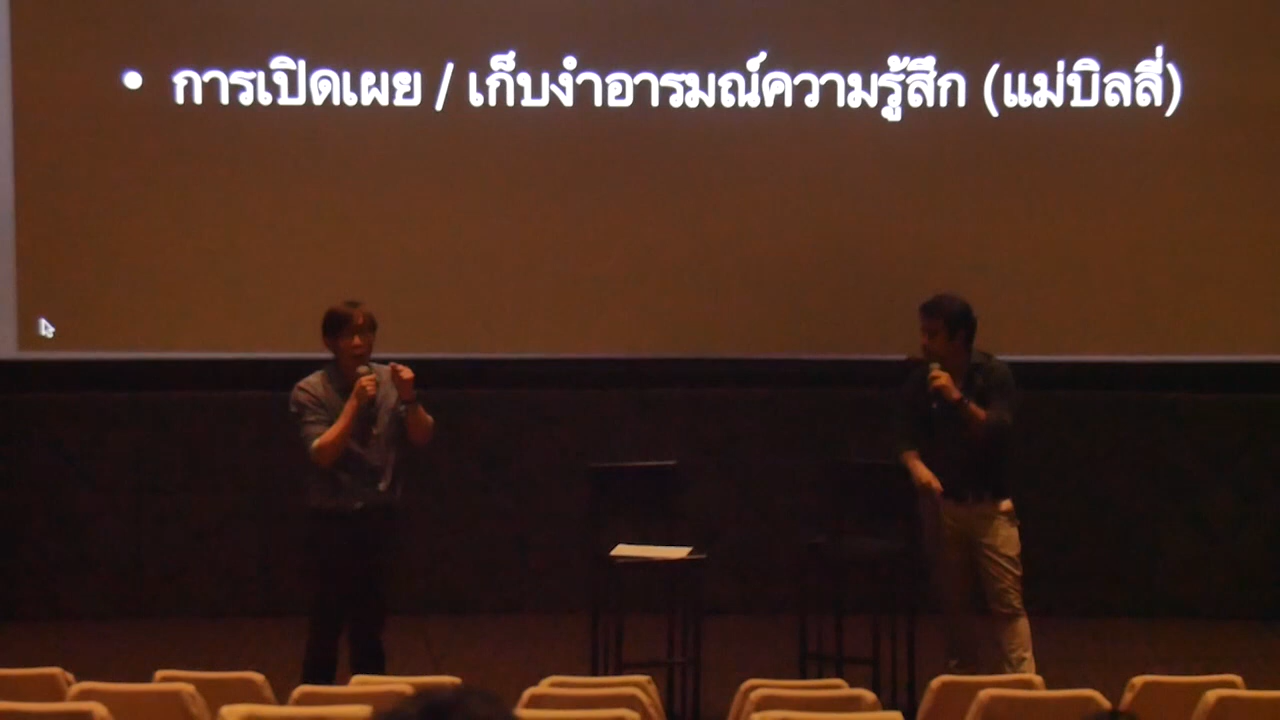 • การเปิดเผย / เก็บงำอารมณ์ความรู้สึก (แม่บิลลี่)